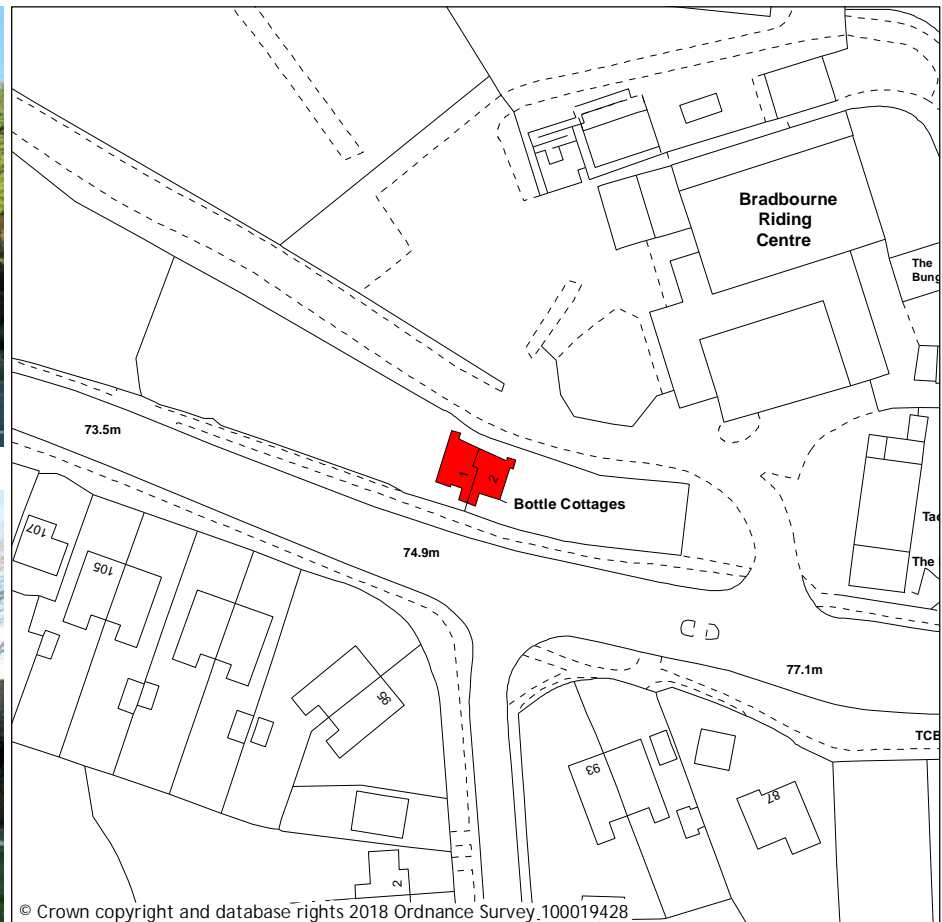 Bradbourne
Riding
Centre
The
Bung
73.5m
1
2
Bottle Cottages
107
105
74.9m
Tac
The
95
77.1m
TCB
93
87
2
© Crown copyright and database rights 2018 Ordnance Survey 100019428